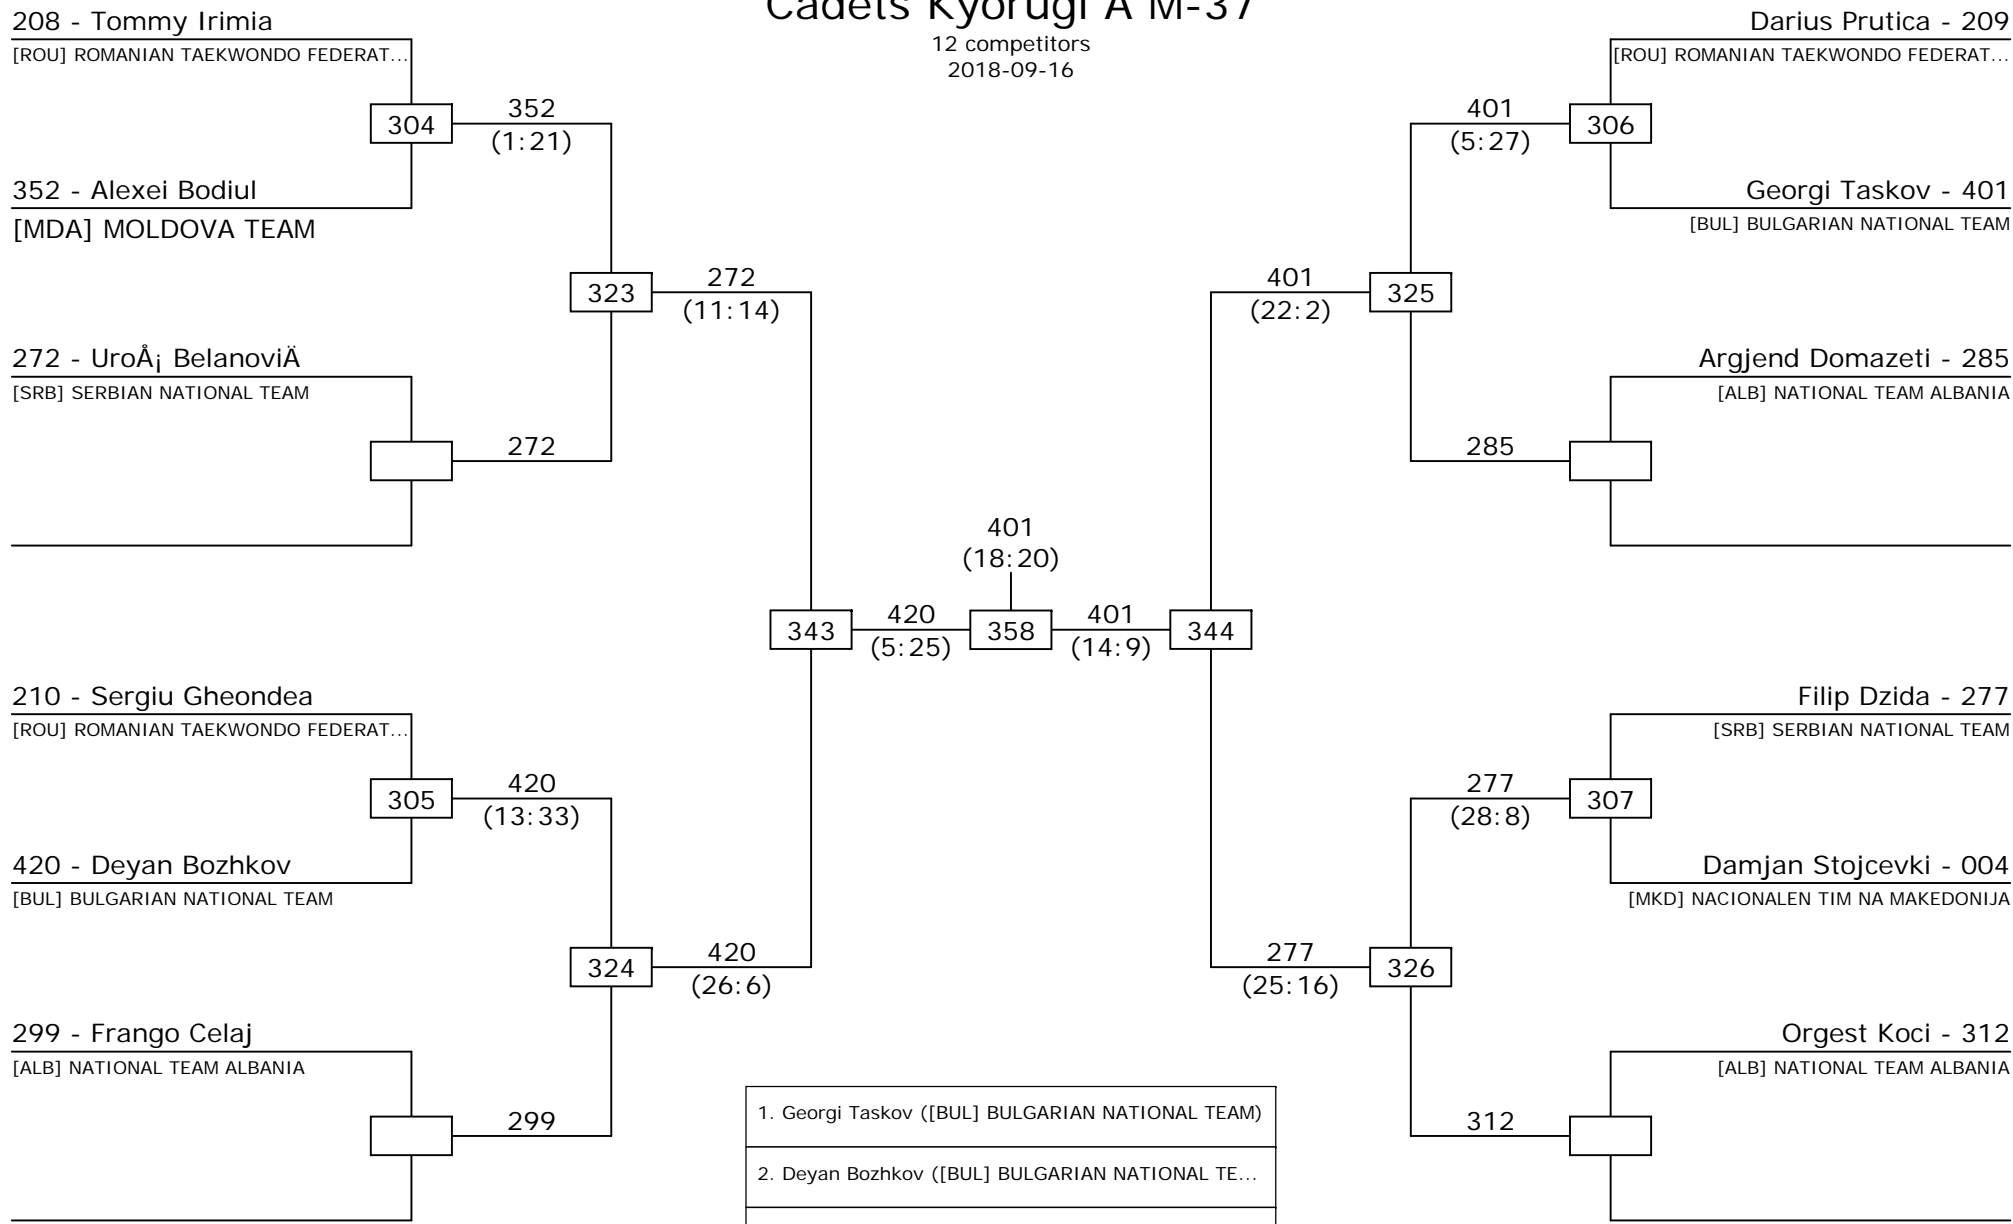 Cadets Kyorugi A M-37
12 competitors
2018-09-16
208 - Tommy Irimia
[ROU] ROMANIAN TAEKWONDO FEDERAT...
304
352
(1:21)
352 - Alexei Bodiul
[MDA] MOLDOVA TEAM
323
272
(11:14)
272 - UroÅ¡ BelanoviÄ
[SRB] SERBIAN NATIONAL TEAM
272
343
420
(5:25)
210 - Sergiu Gheondea
[ROU] ROMANIAN TAEKWONDO FEDERAT...
305
420
(13:33)
420 - Deyan Bozhkov
[BUL] BULGARIAN NATIONAL TEAM
324
420
(26:6)
299 - Frango Celaj
[ALB] NATIONAL TEAM ALBANIA
299
401
(18:20)
358
Darius Prutica - 209
[ROU] ROMANIAN TAEKWONDO FEDERAT...
401
(5:27)
306
Georgi Taskov - 401
[BUL] BULGARIAN NATIONAL TEAM
401
(22:2)
325
Argjend Domazeti - 285
[ALB] NATIONAL TEAM ALBANIA
285
401
(14:9)
344
Filip Dzida - 277
[SRB] SERBIAN NATIONAL TEAM
277
(28:8)
307
Damjan Stojcevki - 004
[MKD] NACIONALEN TIM NA MAKEDONIJA
277
(25:16)
326
Orgest Koci - 312
[ALB] NATIONAL TEAM ALBANIA
312
1. Georgi Taskov ([BUL] BULGARIAN NATIONAL TEAM)
2. Deyan Bozhkov ([BUL] BULGARIAN NATIONAL TE...